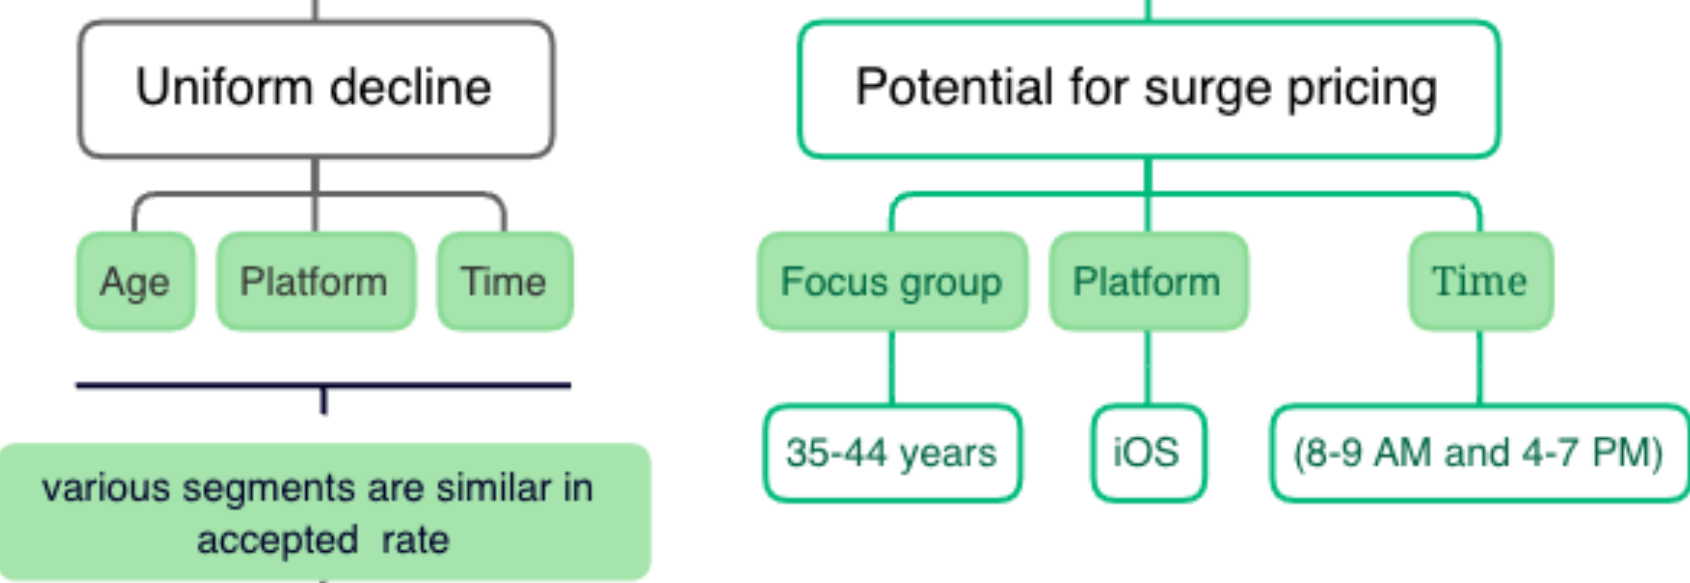 Uniform decline
Potential for surge pricing
Age
Platform
Time
Focus group
Platform
Time
35-44 years
iOS
(8-9 AM and 4-7 PM)
various segments are similar in
accepted rate